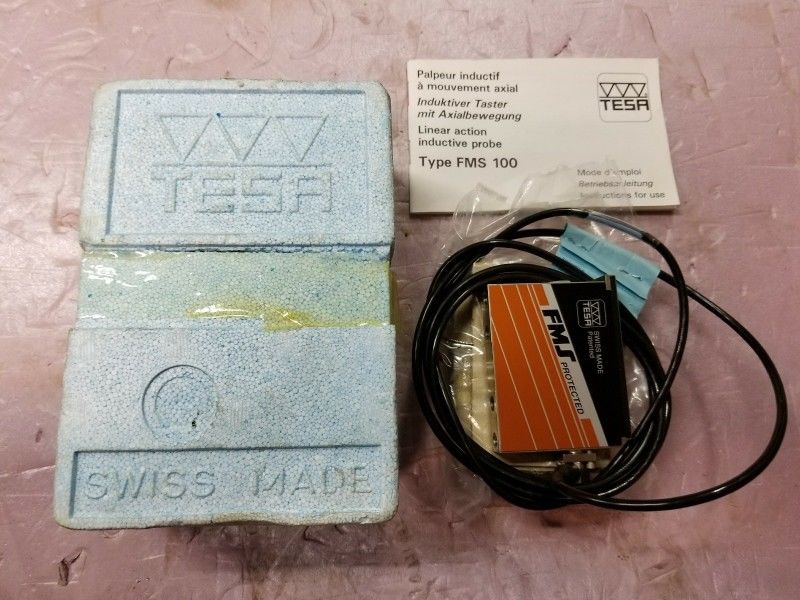 TESA
SWISS MADE
Palpeur inductif
à mouvement axial
Induktiver Taster
mit Axialbewegung
Linear action
inductive probe
Type FMS 100
TESA
Mode d'emploi
Betriebsanleitung
Instructions for use
FMS
PROTECTED
TESA
SWISS MADE
Patented